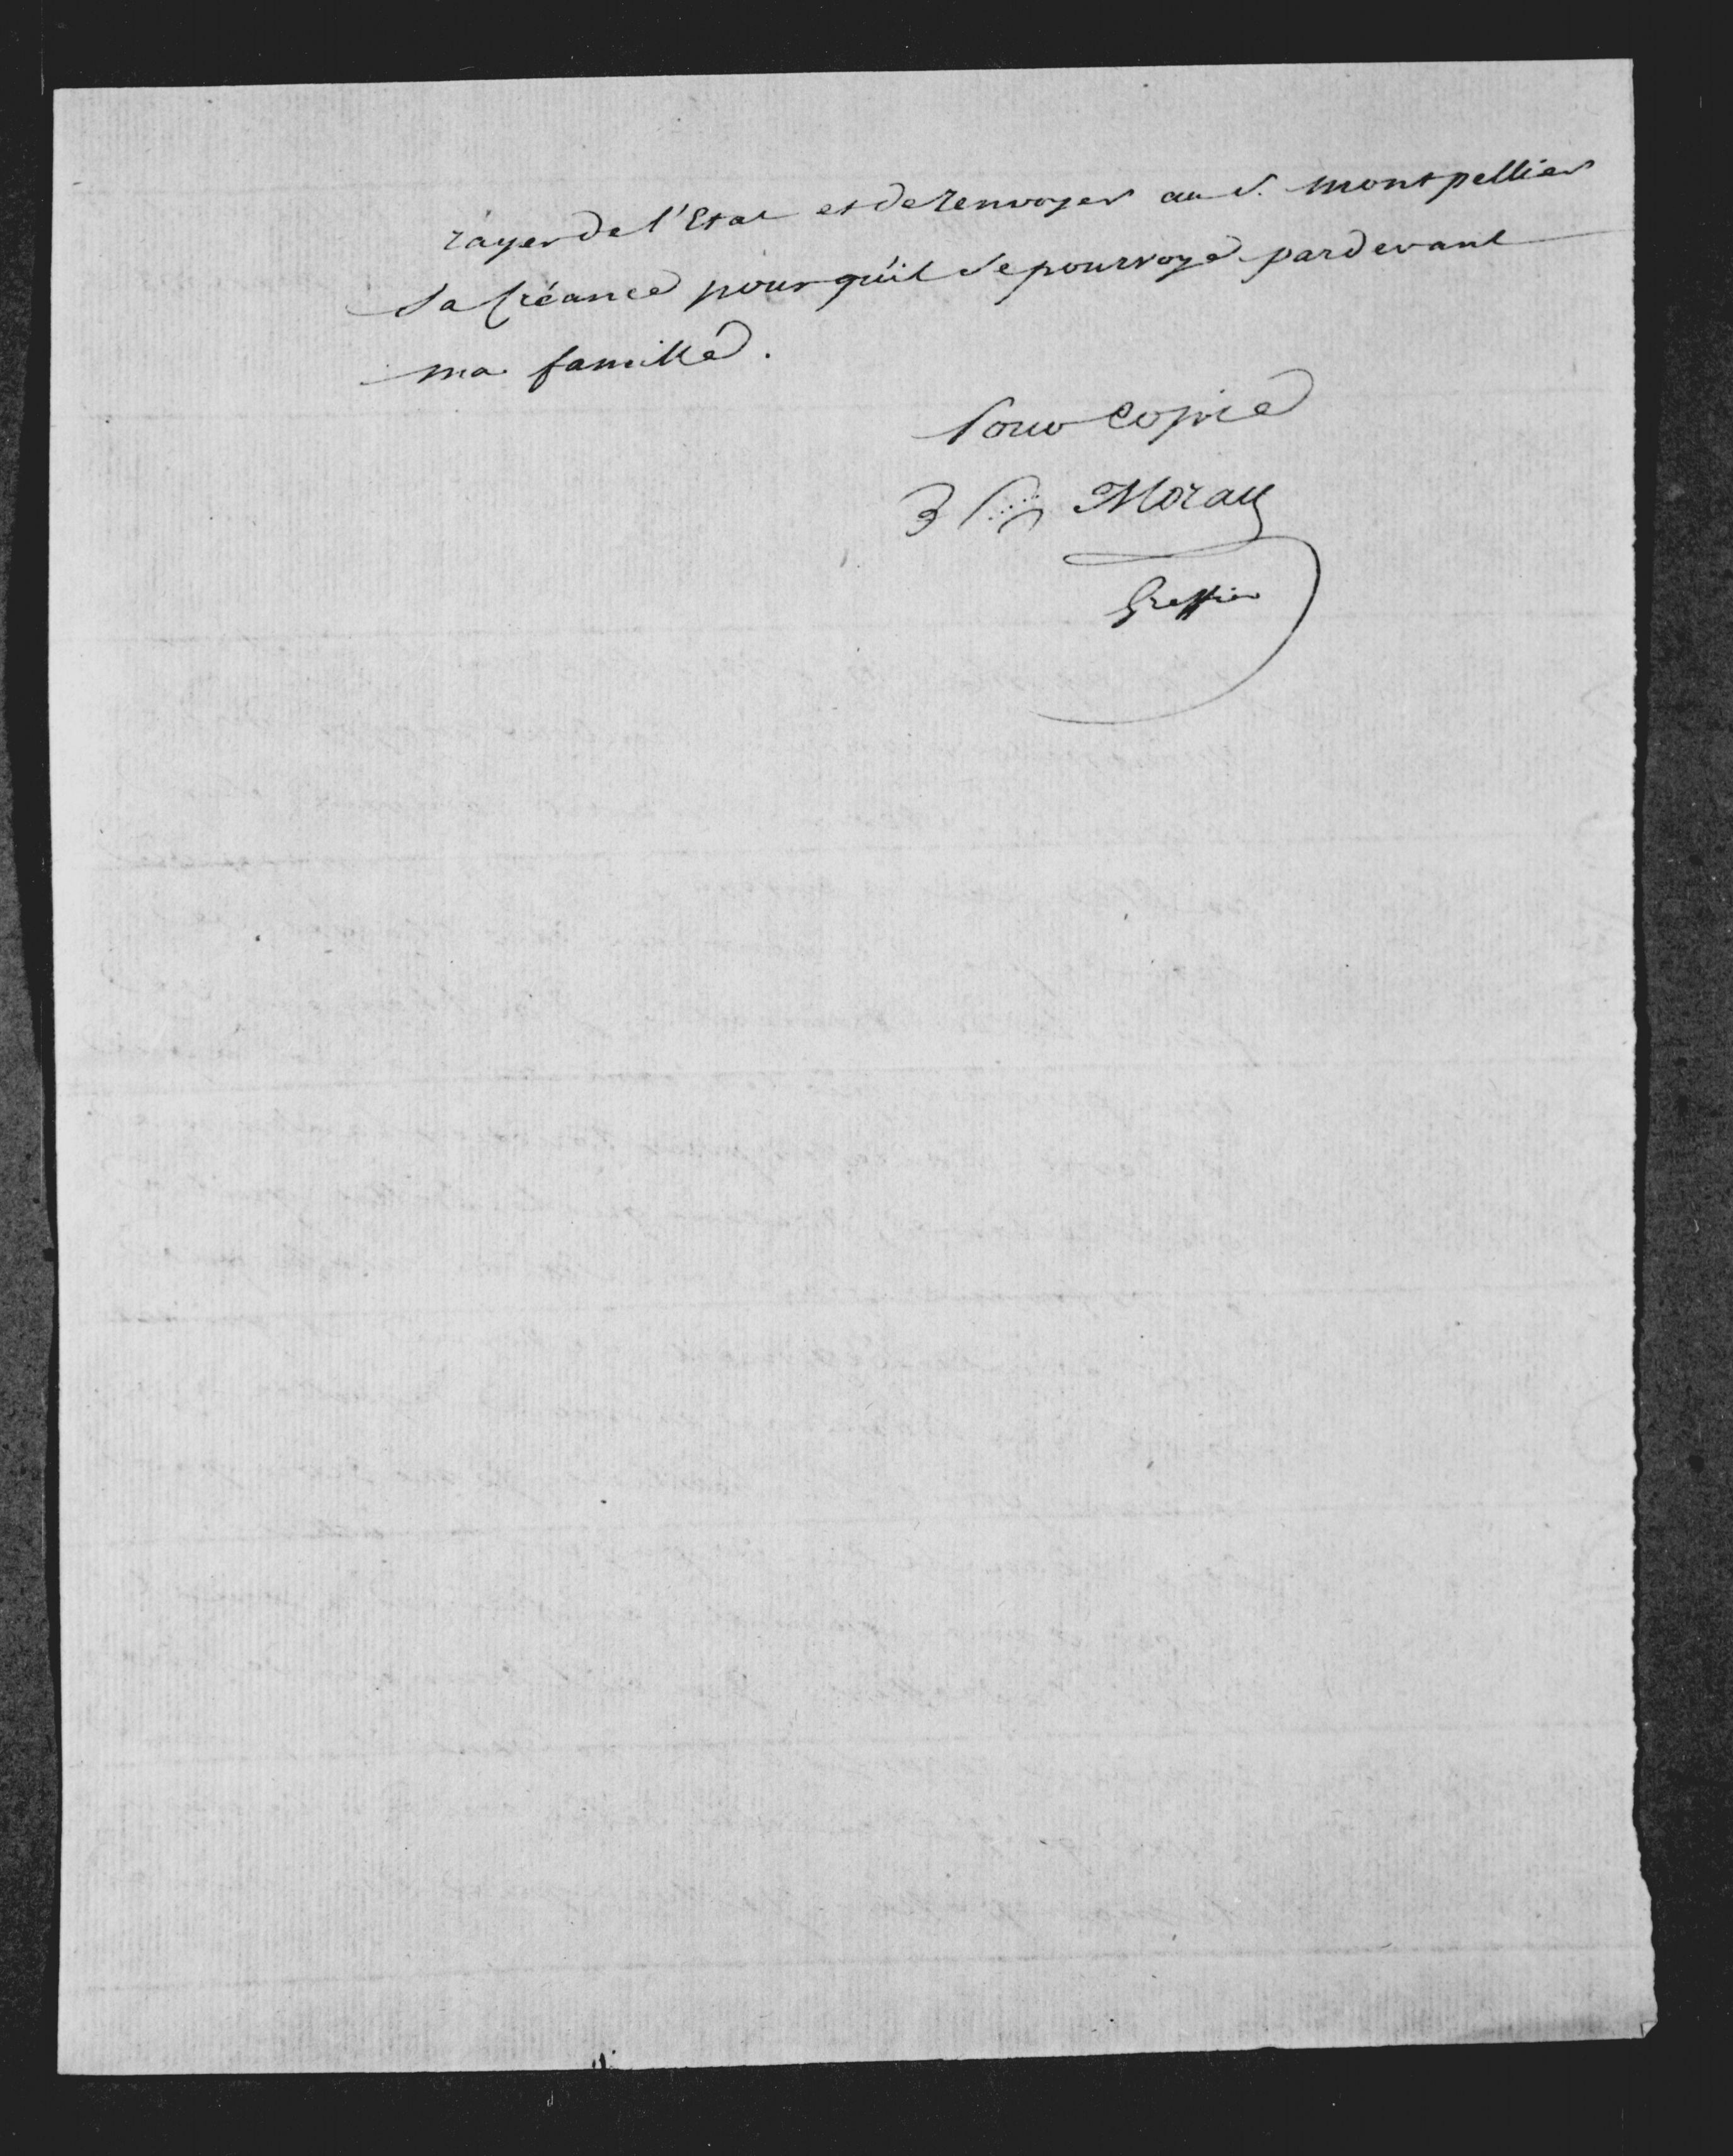 rayer de l'Etat et de renvoyer au S. montpellier
sa créance pour qu'il se pourvoye pardevant
ma famille.
Pour Copie
Moran
Greffier